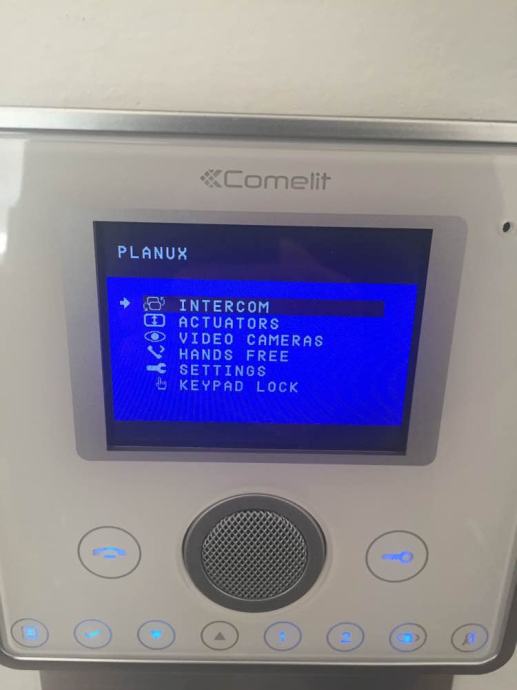 Comelit
PLANUX
INTERCOM
ACTUATORS
VIDEO CAMERAS
HANDS FREE
SETTINGS
KEYPAD LOCK
1
2